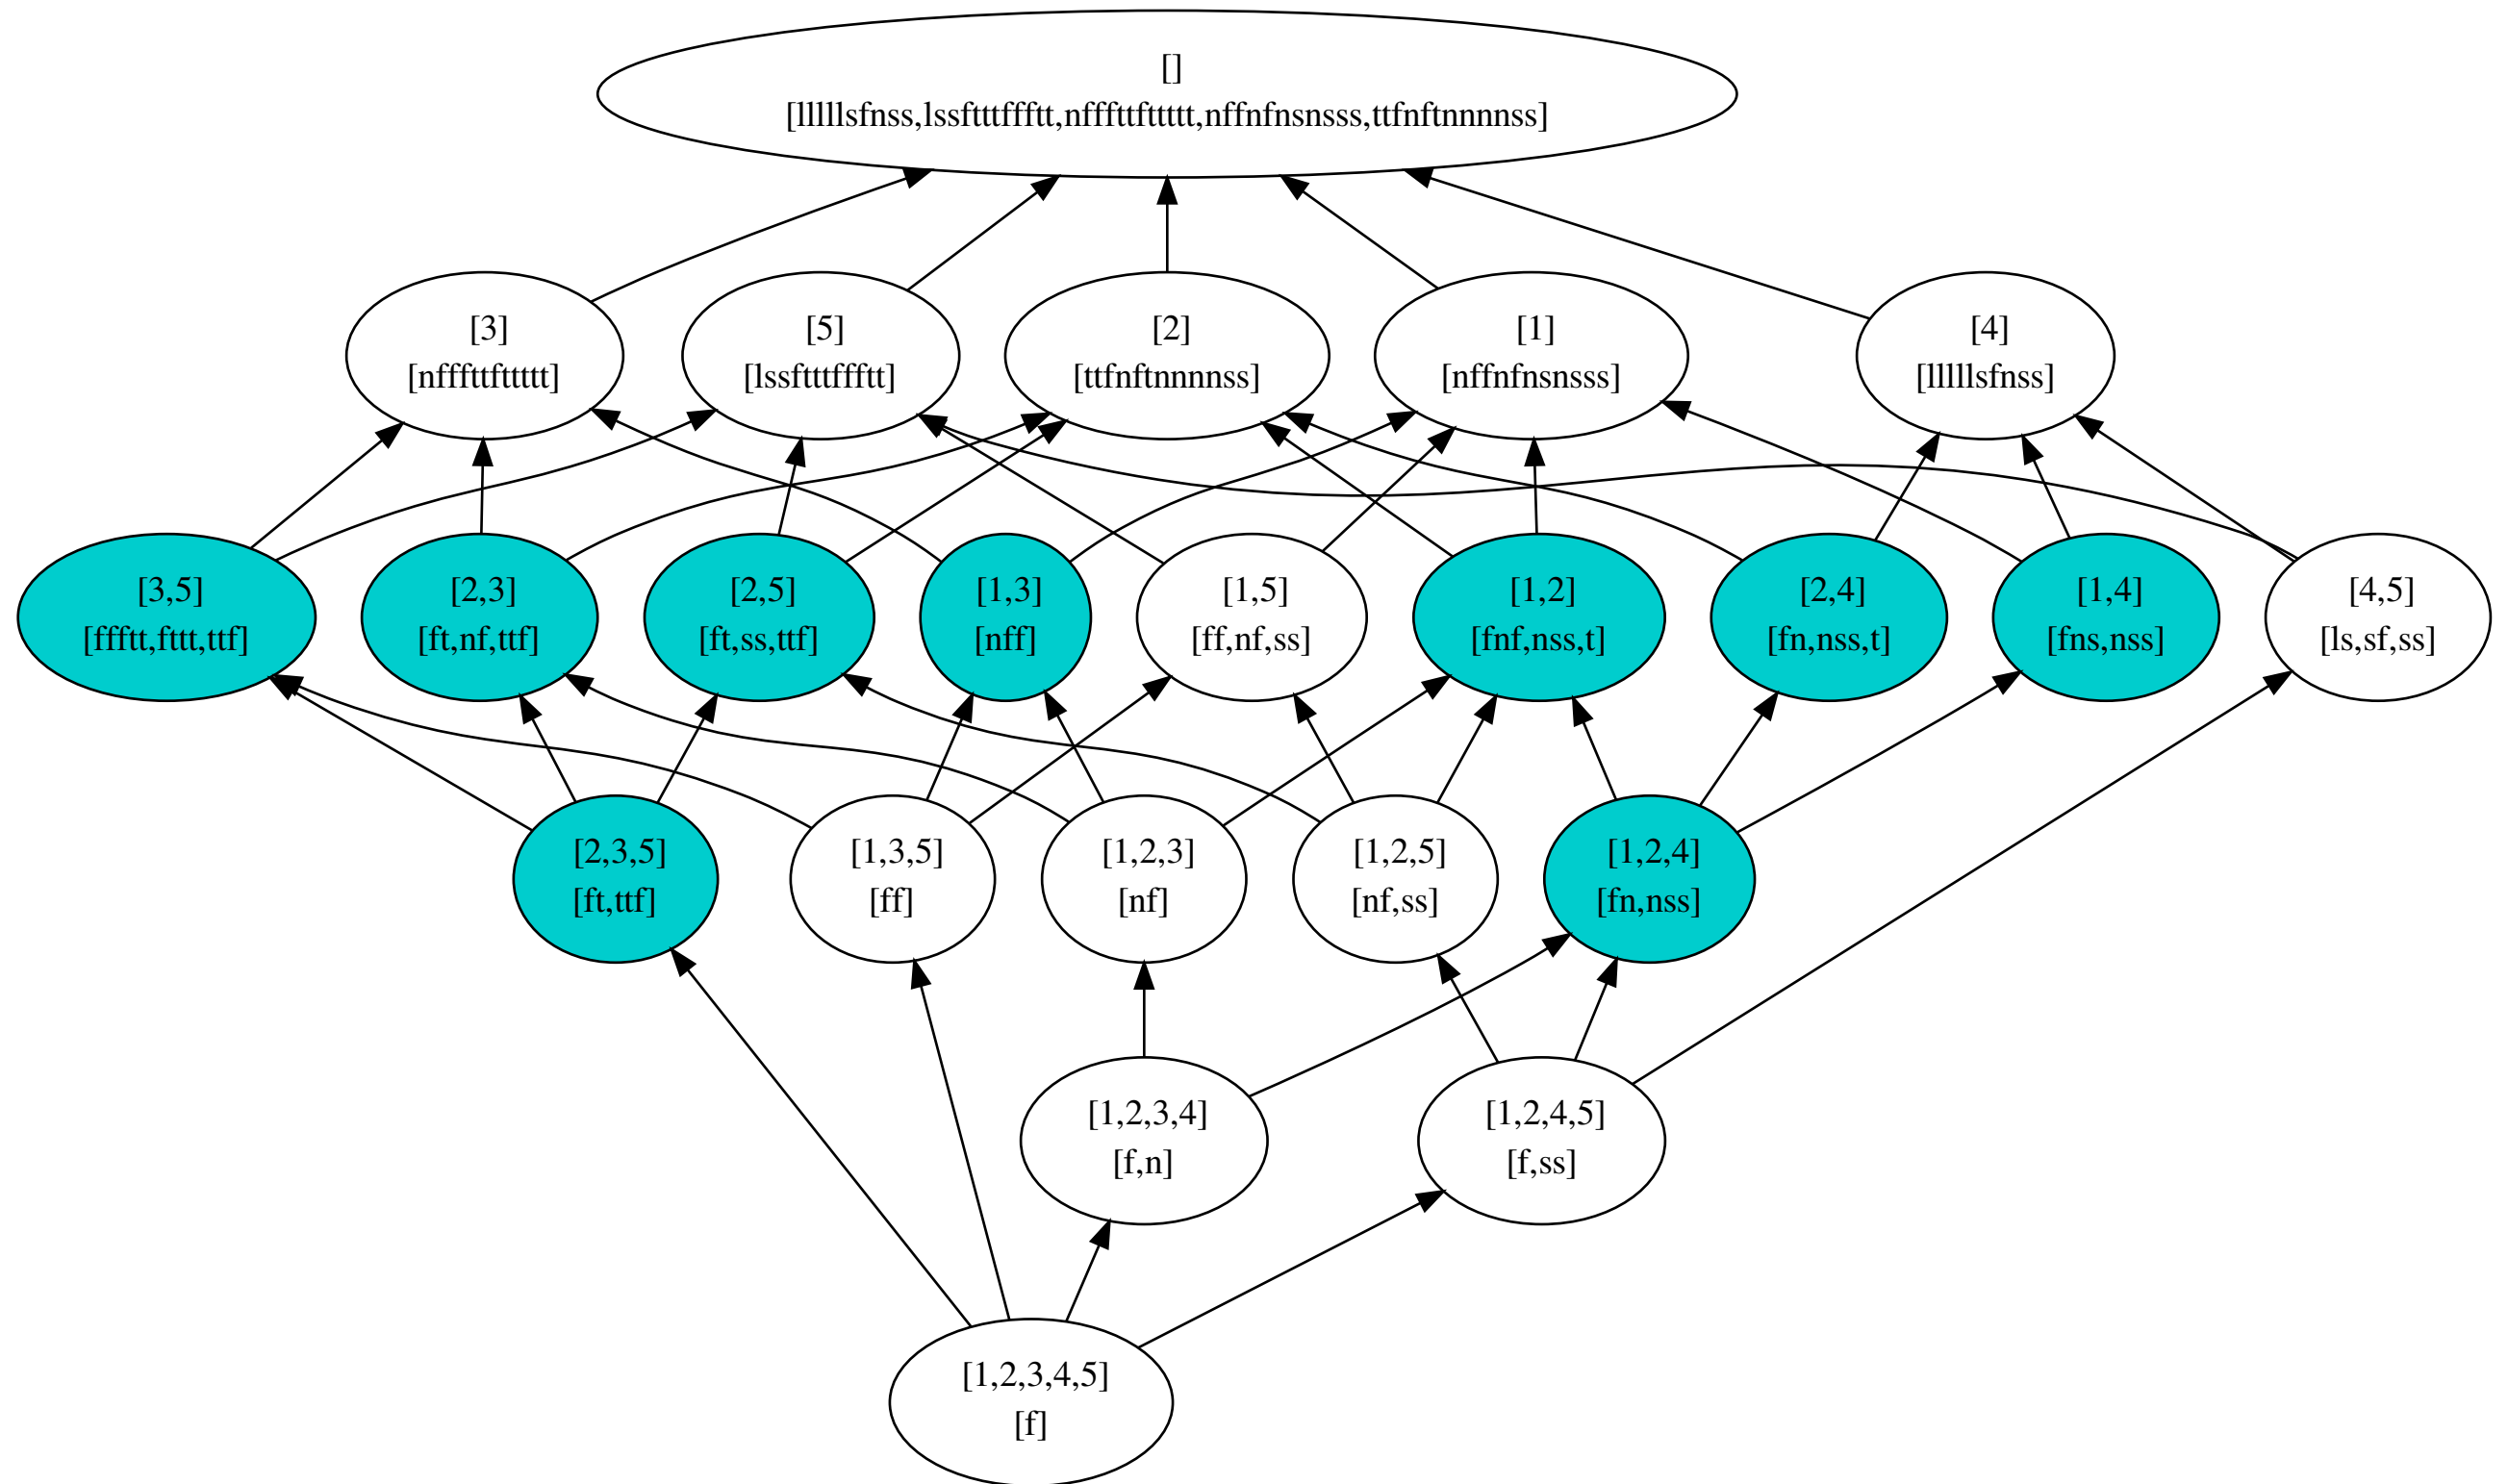 []
[lllllsfnss,lssftttffftt,nfffttfttttt,nffnfnsnsss,ttfnftnnnnss]
[3]
[nfffttfttttt]
[5]
[lssftttffftt]
[2]
[ttfnftnnnnss]
[1]
[nffnfnsnsss]
[4]
[lllllsfnss]
[3,5]
[ffftt,fttt,ttf]
[2,3]
[ft,nf,ttf]
[2,5]
[ft,ss,ttf]
[1,3]
[nff]
[1,5]
[ff,nf,ss]
[1,2]
[fnf,nss,t]
[2,4]
[fn,nss,t]
[1,4]
[fns,nss]
[4,5]
[ls,sf,ss]
[2,3,5]
[ft,ttf]
[1,3,5]
[ff]
[1,2,3]
[nf]
[1,2,5]
[nf,ss]
[1,2,4]
[fn,nss]
[1,2,3,4]
[f,n]
[1,2,4,5]
[f,ss]
[1,2,3,4,5]
[f]